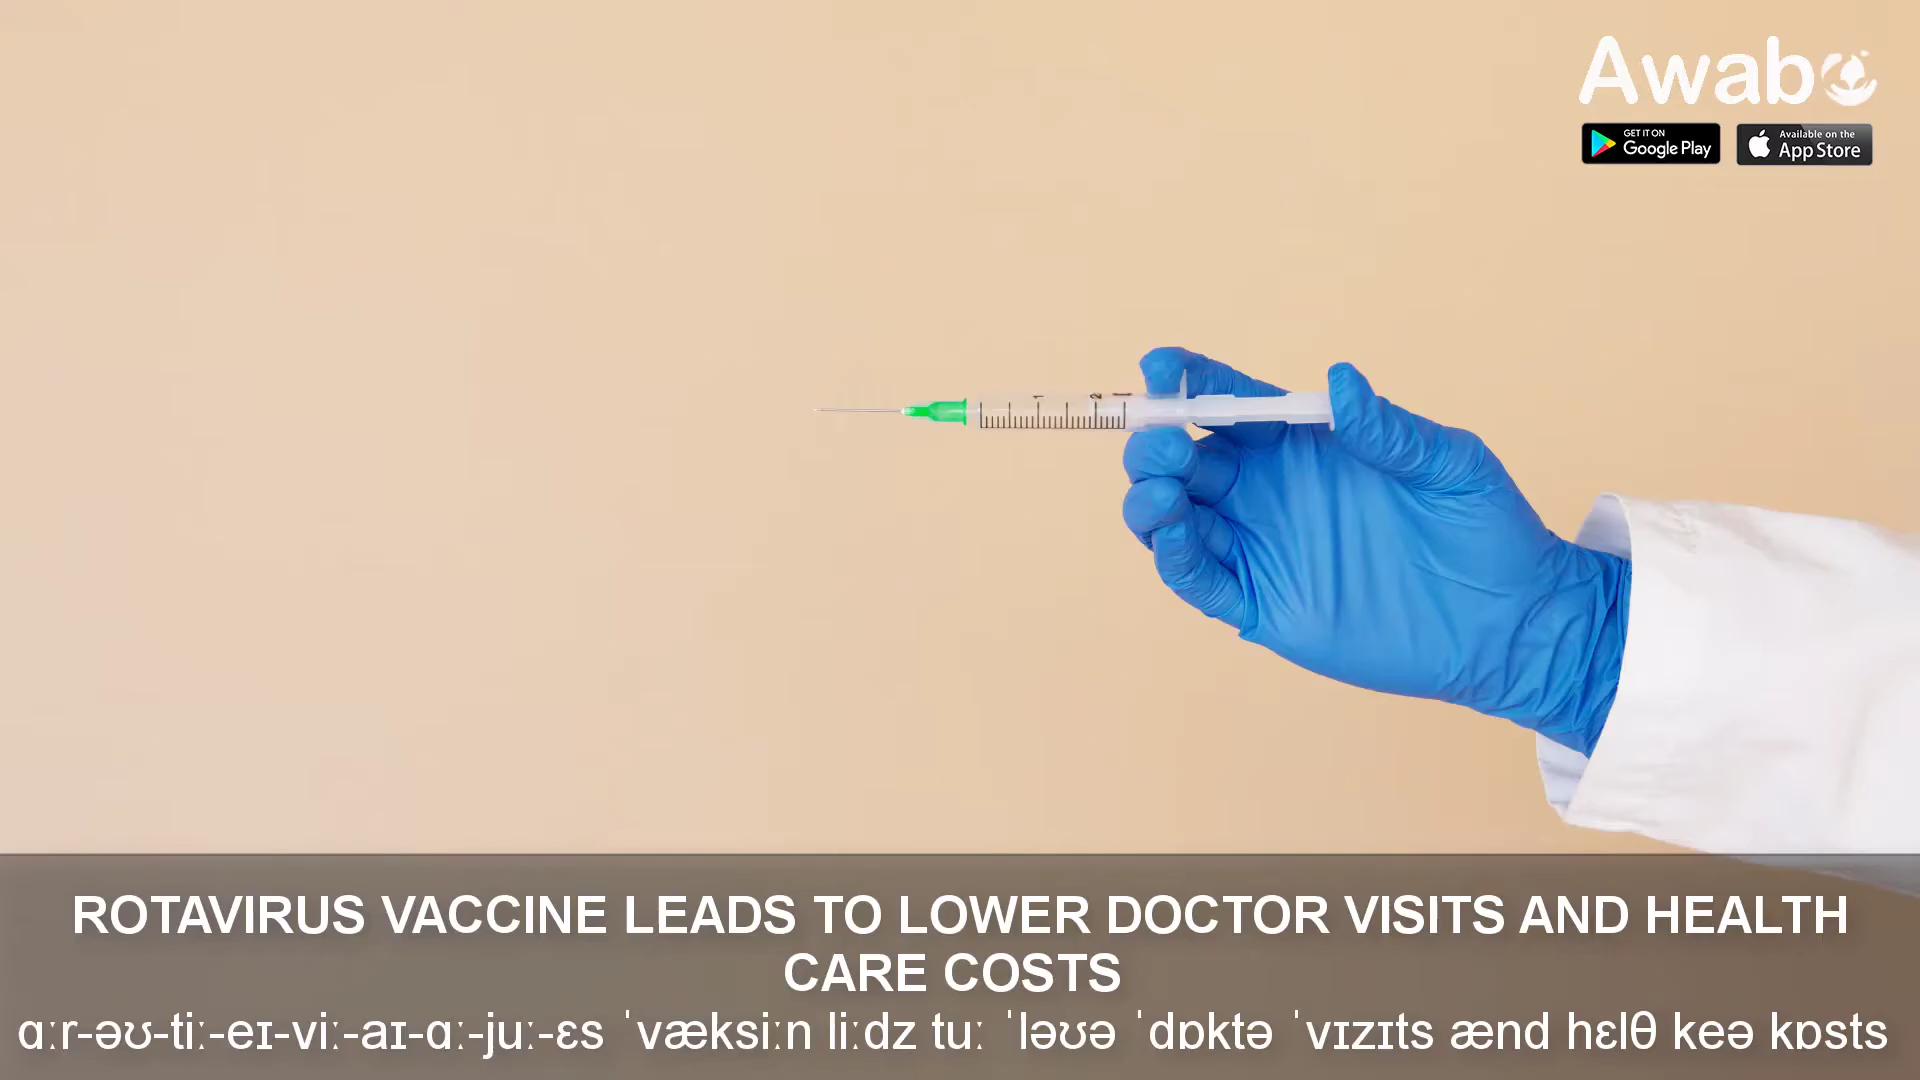 Awabe
GET IT ON
Google Play
Available on the
App Store
1
2
ROTAVIRUS VACCINE LEADS TO LOWER DOCTOR VISITS AND HEALTH
CARE COSTS
ɑːr-əʊ-tiː-eɪ-viː-aɪ-ɑː-juː-ɛs ˈvæksiːn liːdz tuː ˈləʊə ˈdɒktə ˈvɪzɪts ænd hɛlθ keə kɒsts